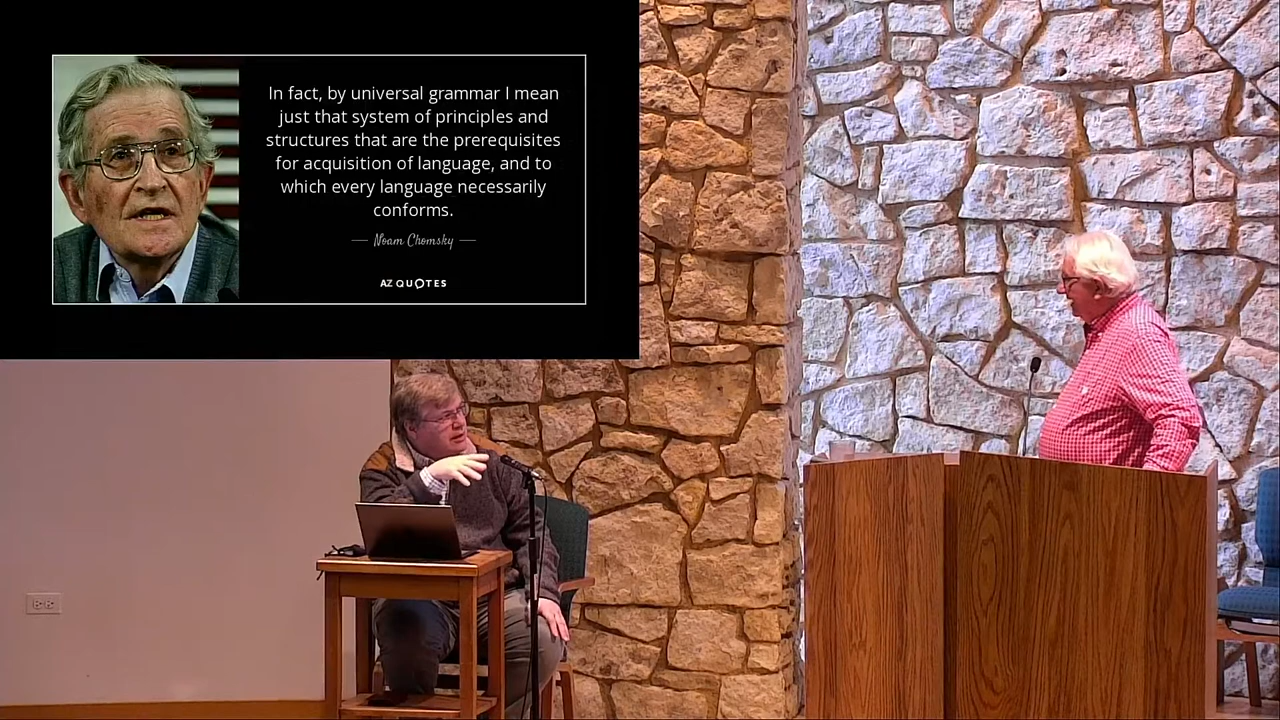 In fact, by universal grammar I mean
just that system of principles and
structures that are the prerequisites
for acquisition of language, and to
which every language necessarily
conforms.
— Noam Chomsky —
AZ QUOTES